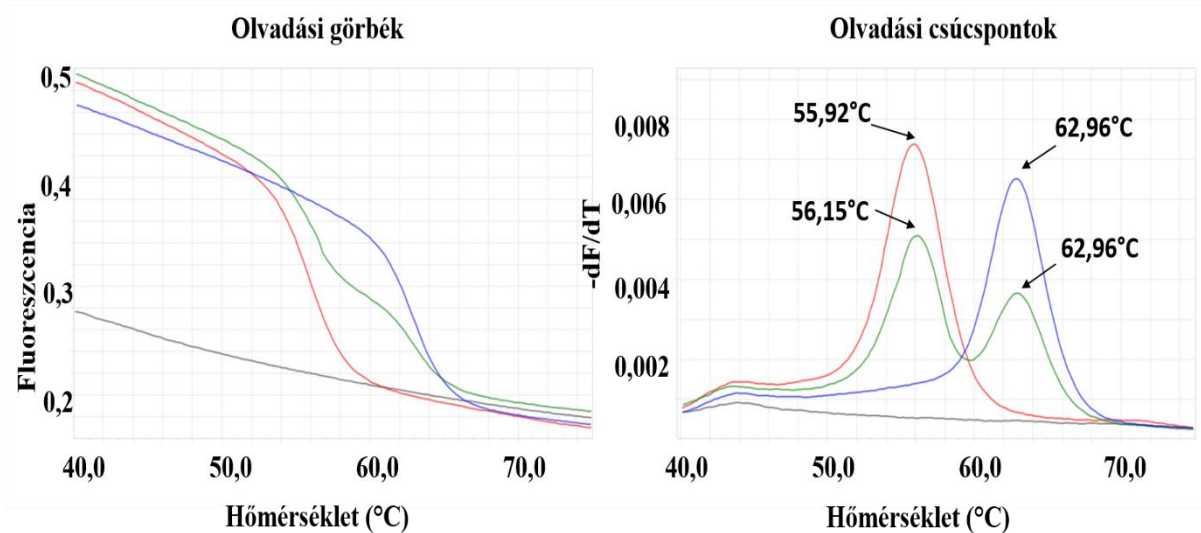 Olvadási görbék
Fluoreszcencia
0,5
0,4
0,3
0,2
40,0 50,0 60,0 70,0
Hőmérséklet (°C)
Olvadási csúcspontok
-dF/dT
0,008
0,006
0,004
0,002
55,92°C
62,96°C
56,15°C
62,96°C
40,0 50,0 60,0 70,0
Hőmérséklet (°C)